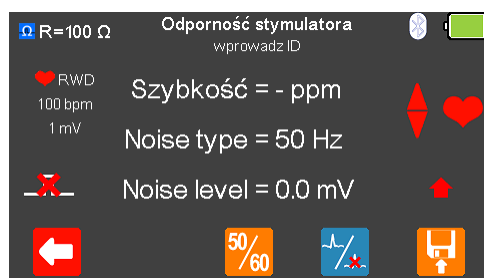 Ω R=100 Ω
Odporność stymulatora
wprowadz ID
RWD
100 bpm
1 mV
Szybkość = - ppm
Noise type = 50 Hz
Noise level = 0.0 mV
50/60